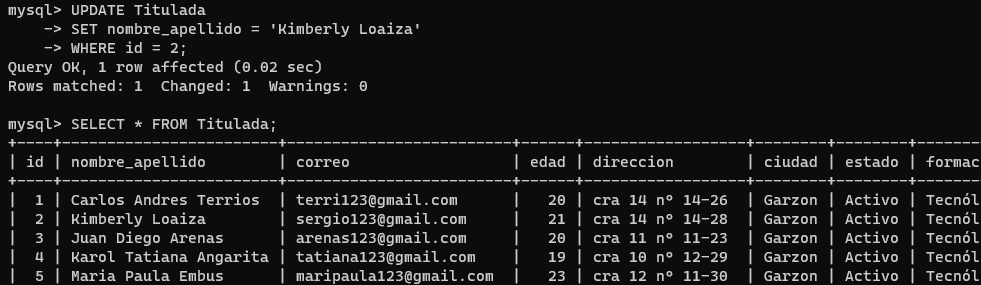 mysql> UPDATE Titulada
    -> SET nombre_apellido = 'Kimberly Loaiza'
    -> WHERE id = 2;
Query OK, 1 row affected (0.02 sec)
Rows matched: 1  Changed: 1  Warnings: 0

mysql> SELECT * FROM Titulada;
+----+------------------------+-------------------------+------+------------------+--------+--------+-------
| id | nombre_apellido        | correo                  | edad | direccion        | ciudad | estado | formac
+----+------------------------+-------------------------+------+------------------+--------+--------+-------
|  1 | Carlos Andres Terrios  | terri123@gmail.com      |   20 | cra 14 n° 14-26  | Garzon | Activo | Tecnól
|  2 | Kimberly Loaiza        | sergio123@gmail.com     |   21 | cra 14 n° 14-28  | Garzon | Activo | Tecnól
|  3 | Juan Diego Arenas      | arenas123@gmail.com     |   20 | cra 11 n° 11-23  | Garzon | Activo | Tecnól
|  4 | Karol Tatiana Angarita | tatiana123@gmail.com    |   19 | cra 10 n° 12-29  | Garzon | Activo | Tecnól
|  5 | Maria Paula Embus      | maripaula123@gmail.com  |   23 | cra 12 n° 11-30  | Garzon | Activo | Tecnól